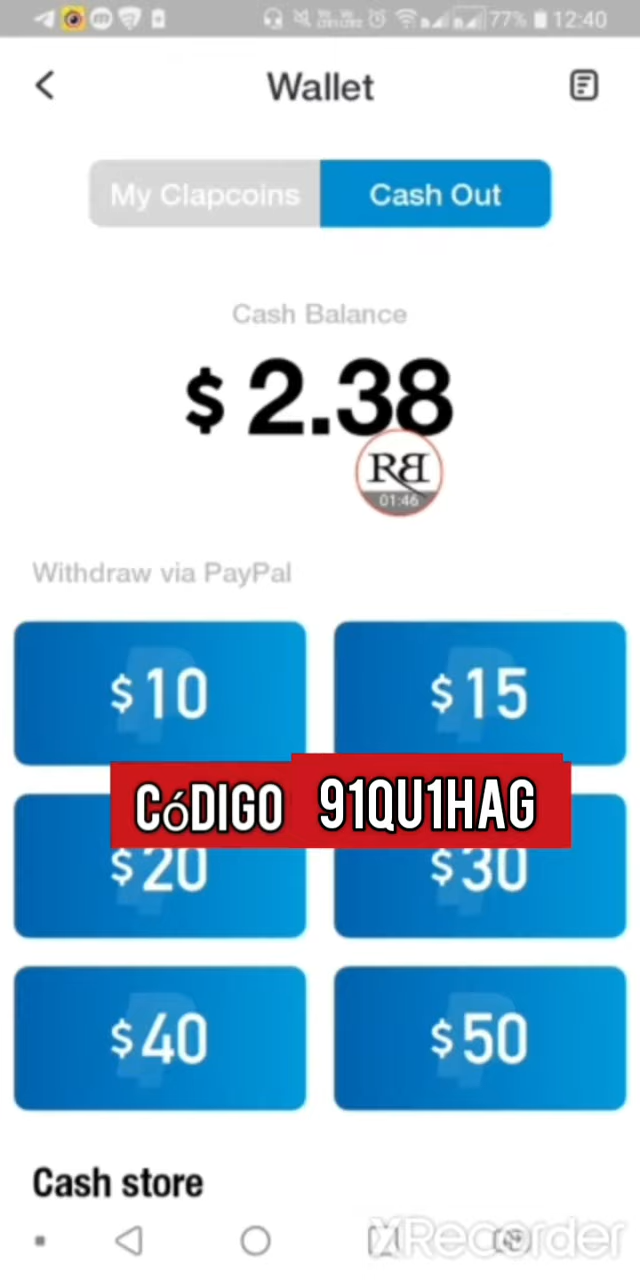 77% 12:40
Wallet
My Clapcoins Cash Out
Cash Balance
$ 2.38
RB
01:46
Withdraw via PayPal
$10 $15
CóDIGO 91QU1HAG
$20 $30
$40 $50
Cash store
XRecorder